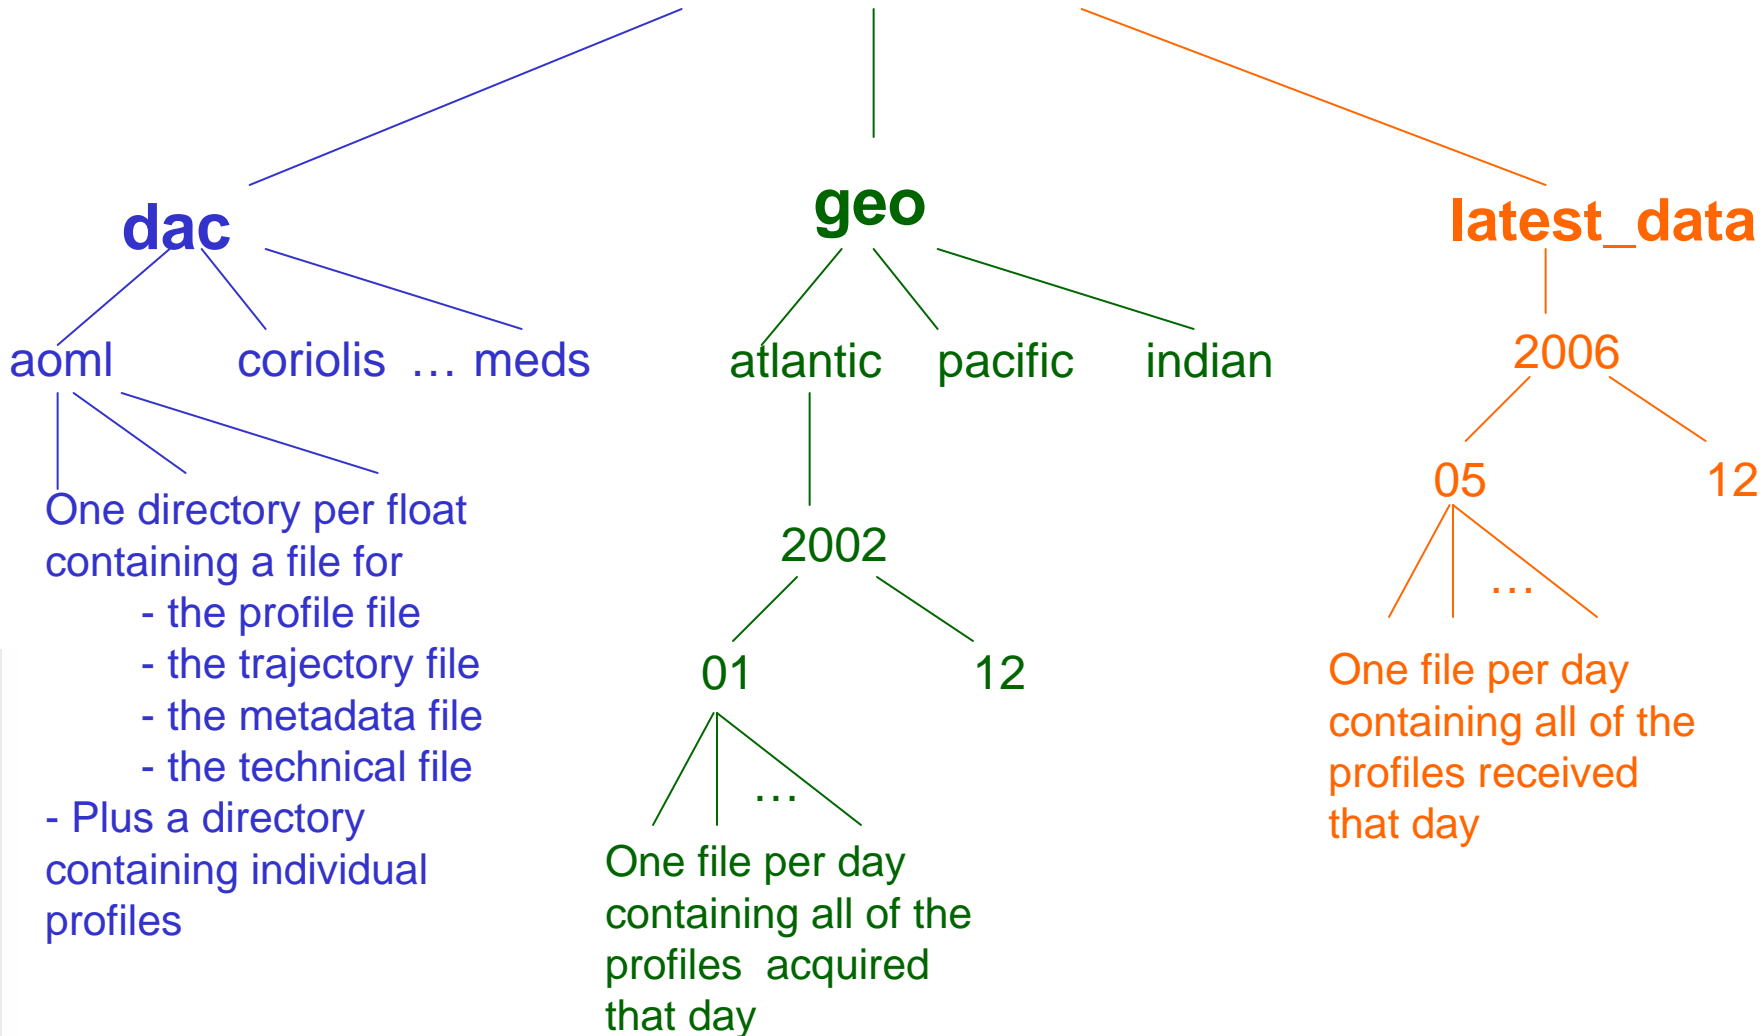 dac
geo
latest_data
aoml
coriolis … meds
atlantic
pacific
indian
2006
05
12
One directory per float
containing a file for
- the profile file
- the trajectory file
- the metadata file
- the technical file
- Plus a directory
containing individual
profiles
2002
01
12
…
One file per day
containing all of the
profiles acquired
that day
…
One file per day
containing all of the
profiles received
that day